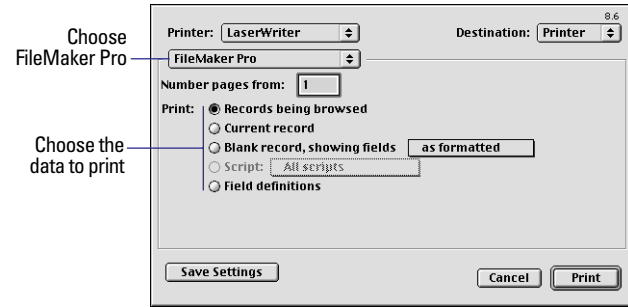 8.6
Choose
FileMaker Pro
Printer: LaserWriter
Destination: Printer
FileMaker Pro
Number pages from: 1
Choose the
data to print
Print: Records being browsed
Current record
Blank record, showing fields as formatted
Script: All scripts
Field definitions
Save Settings
Cancel
Print